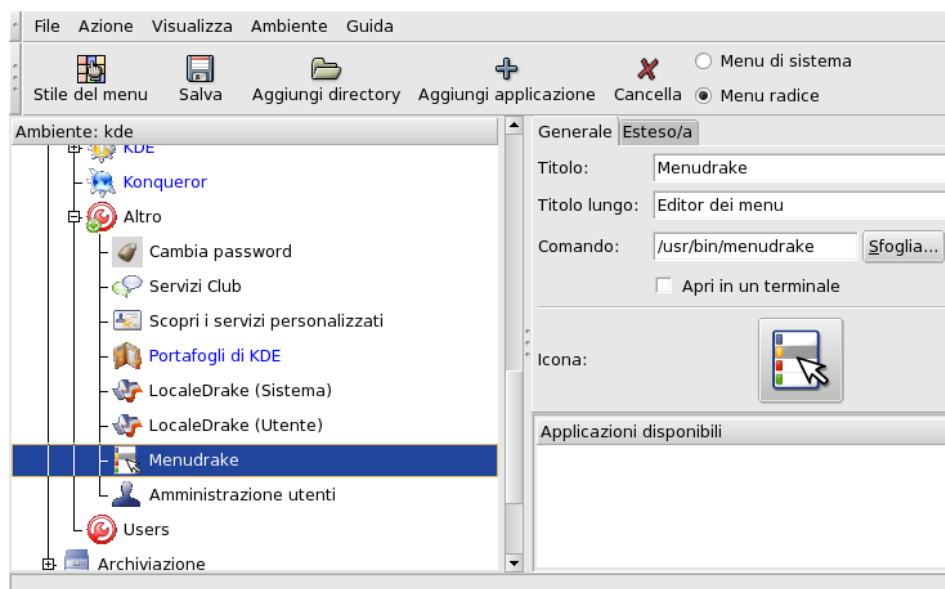 File Azione Visualizza Ambiente Guida
Stile del menu Salva Aggiungi directory Aggiungi applicazione Cancella
Menu di sistema
Menu radice
Ambiente: kde
KDE
Konqueror
Altro
Cambia password
Servizi Club
Scopri i servizi personalizzati
Portafogli di KDE
LocaleDrake (Sistema)
LocaleDrake (Utente)
Menudrake
Amministrazione utenti
Users
Archiviazione
Generale Esteso/a
Titolo: Menudrake
Titolo lungo: Editor dei menu
Comando: /usr/bin/menudrake Sfoglia...
Apri in un terminale
Icona:
Applicazioni disponibili